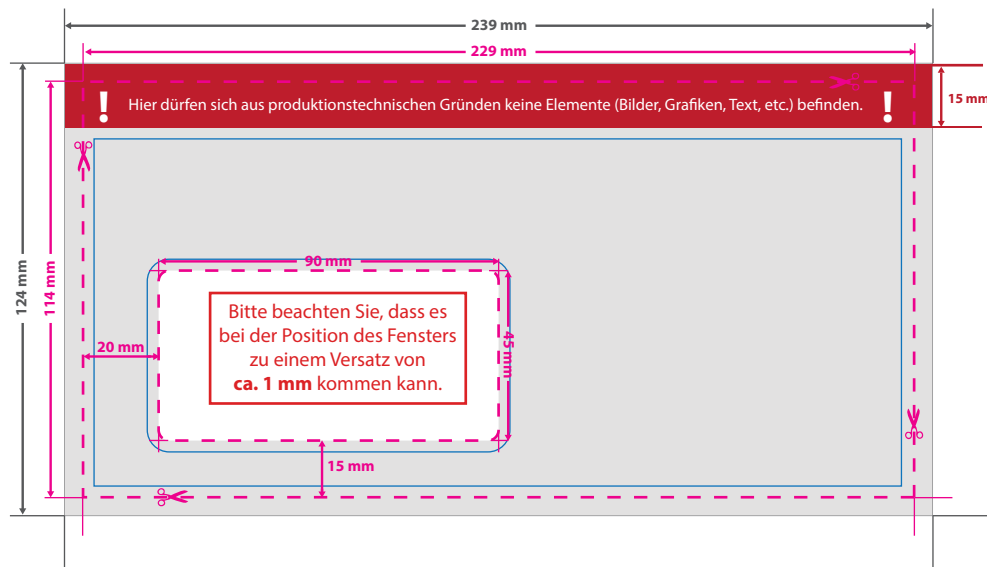 239 mm
229 mm
! Hier dürfen sich aus produktionstechnischen Gründen keine Elemente (Bilder, Grafiken, Text, etc.) befinden. !
15 mm
124 mm
114 mm
90 mm
Bitte beachten Sie, dass es
bei der Position des Fensters
zu einem Versatz von
ca. 1 mm kommen kann.
45 mm
20 mm
15 mm